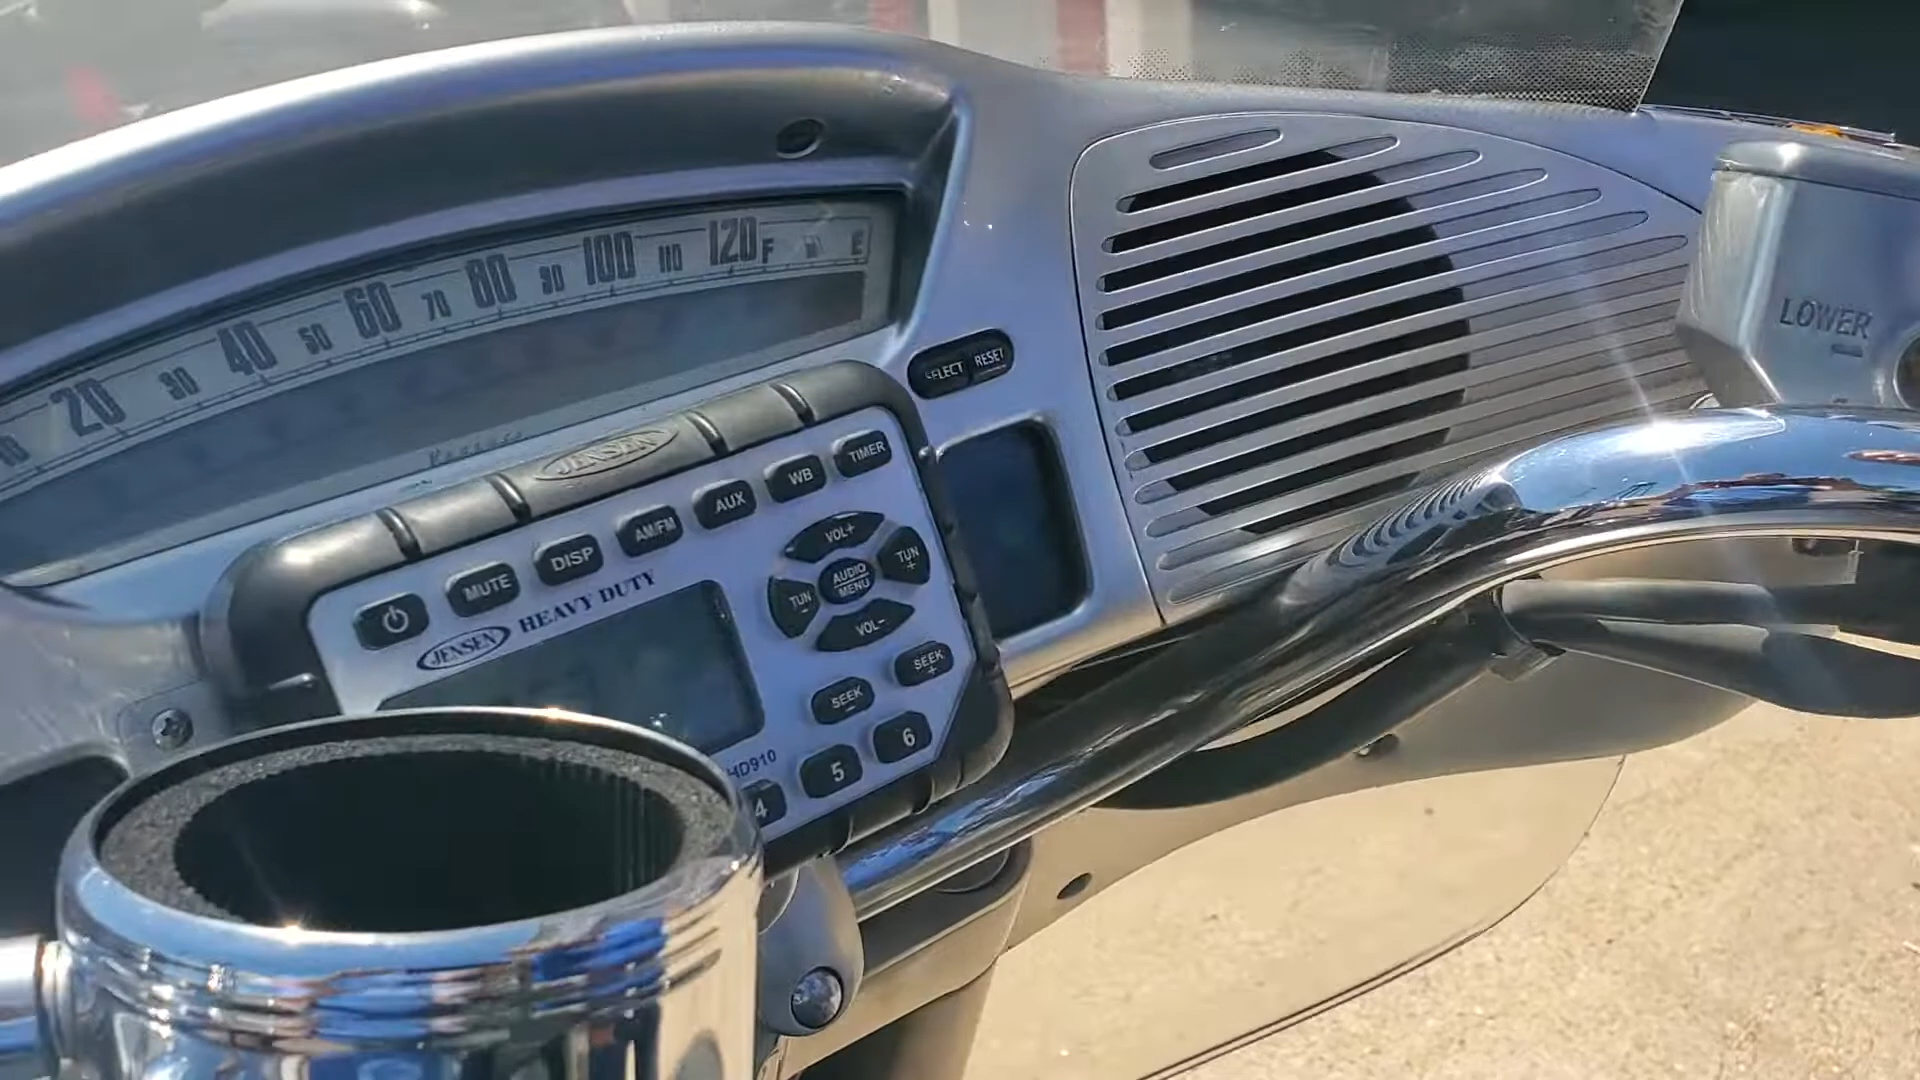 10 20 30 40 50 60 70 80 90 100 110 120 F E
SELECT RESET
JENSEN
MUTE DISP AM/FM AUX WB TIMER
JENSEN HEAVY DUTY
VOL+
TUN - AUDIO MENU TUN +
VOL-
SEEK - SEEK +
HD910
4 5 6
LOWER